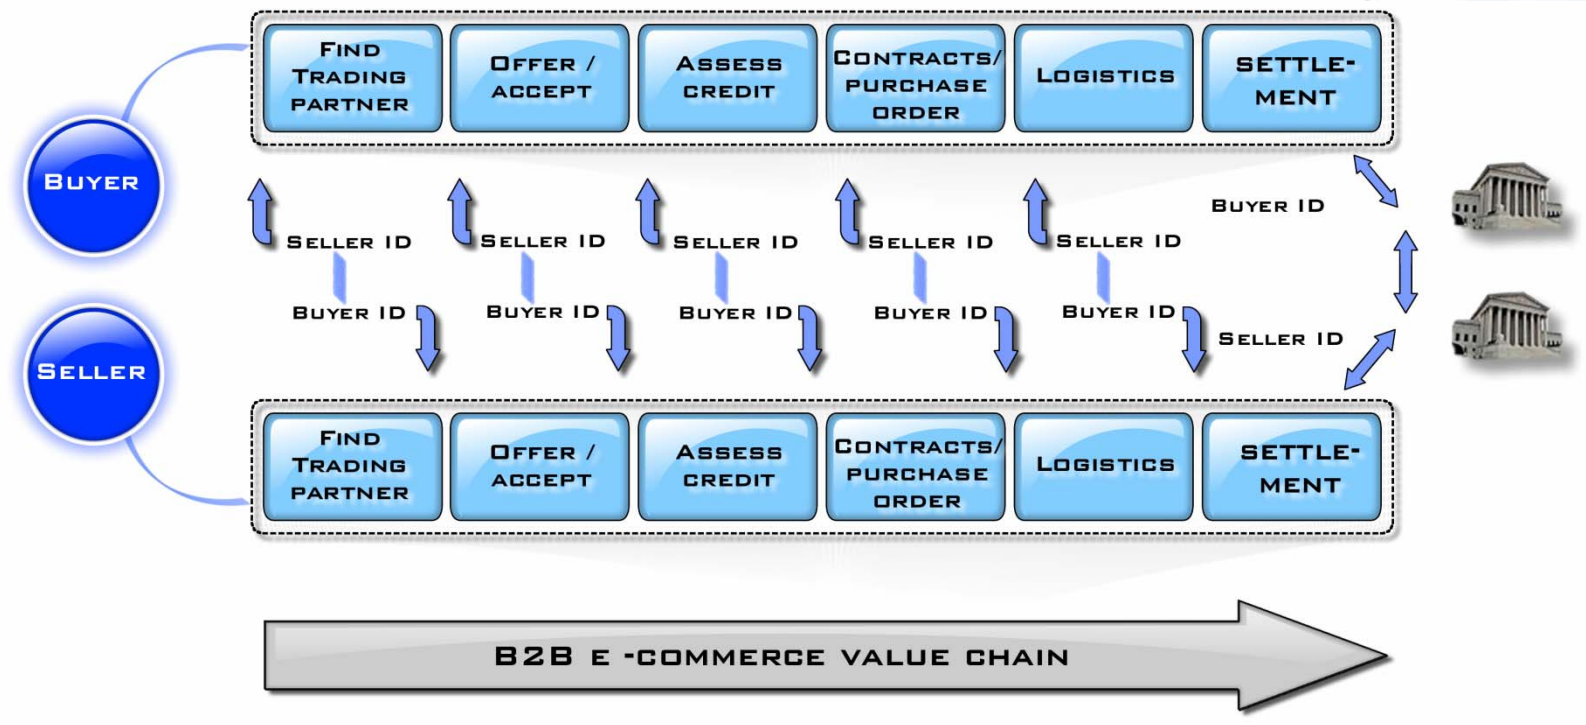 FIND
TRADING
PARTNER
OFFER /
ACCEPT
ASSESS
CREDIT
CONTRACTS/
PURCHASE
ORDER
LOGISTICS
SETTLE-
MENT
BUYER
BUYER ID
SELLER ID
SELLER ID
SELLER ID
SELLER ID
SELLER ID
BUYER ID
BUYER ID
BUYER ID
BUYER ID
BUYER ID
SELLER ID
SELLER
FIND
TRADING
PARTNER
OFFER /
ACCEPT
ASSESS
CREDIT
CONTRACTS/
PURCHASE
ORDER
LOGISTICS
SETTLE-
MENT
B2B E -COMMERCE VALUE CHAIN